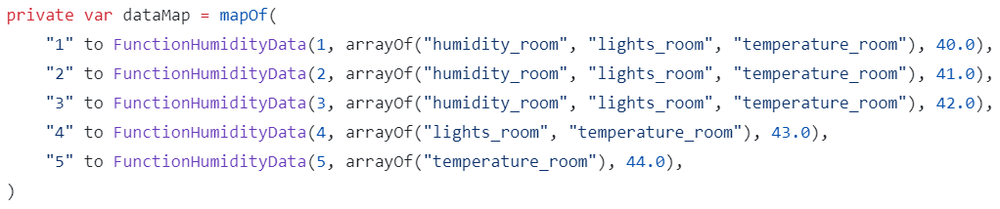 private var dataMap = mapOf(
    "1" to FunctionHumidityData(1, arrayOf("humidity_room", "lights_room", "temperature_room"), 40.0),
    "2" to FunctionHumidityData(2, arrayOf("humidity_room", "lights_room", "temperature_room"), 41.0),
    "3" to FunctionHumidityData(3, arrayOf("humidity_room", "lights_room", "temperature_room"), 42.0),
    "4" to FunctionHumidityData(4, arrayOf("lights_room", "temperature_room"), 43.0),
    "5" to FunctionHumidityData(5, arrayOf("temperature_room"), 44.0),
)